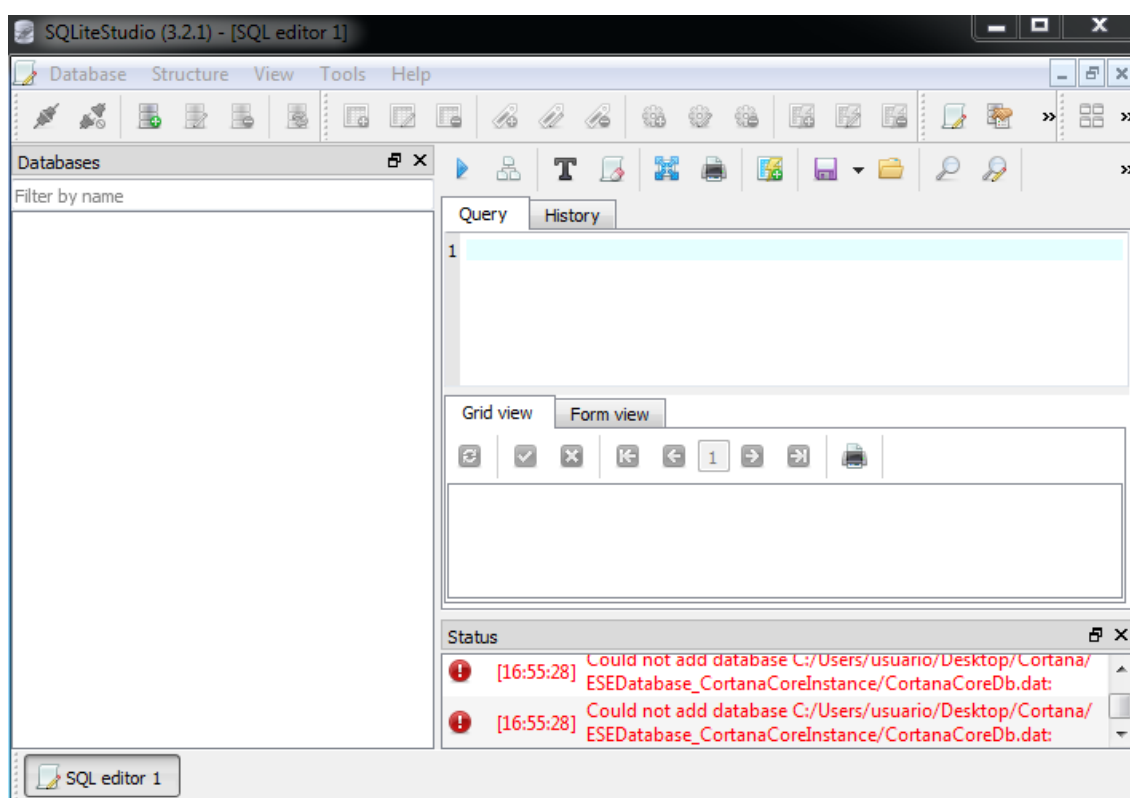 SQLiteStudio (3.2.1) - [SQL editor 1]
Database Structure View Tools Help
Databases
Filter by name
Query History
1
Grid view Form view
1
Status
[16:55:28] Could not add database C:/Users/usuario/Desktop/Cortana/
ESEDatabase_CortanaCoreInstance/CortanaCoreDb.dat:
[16:55:28] Could not add database C:/Users/usuario/Desktop/Cortana/
ESEDatabase_CortanaCoreInstance/CortanaCoreDb.dat:
SQL editor 1